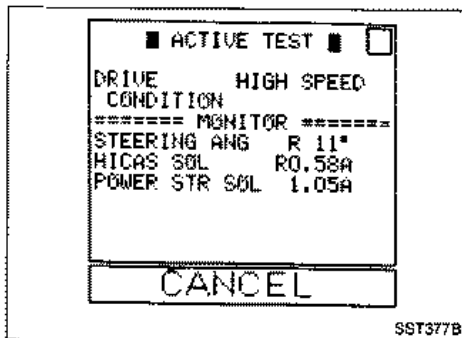 ■ ACTIVE TEST ■
DRIVE HIGH SPEED
CONDITION
======= MONITOR =======
STEERING ANG R 11°
HICAS SOL R0.58A
POWER STR SOL 1.05A
CANCEL
SST377B